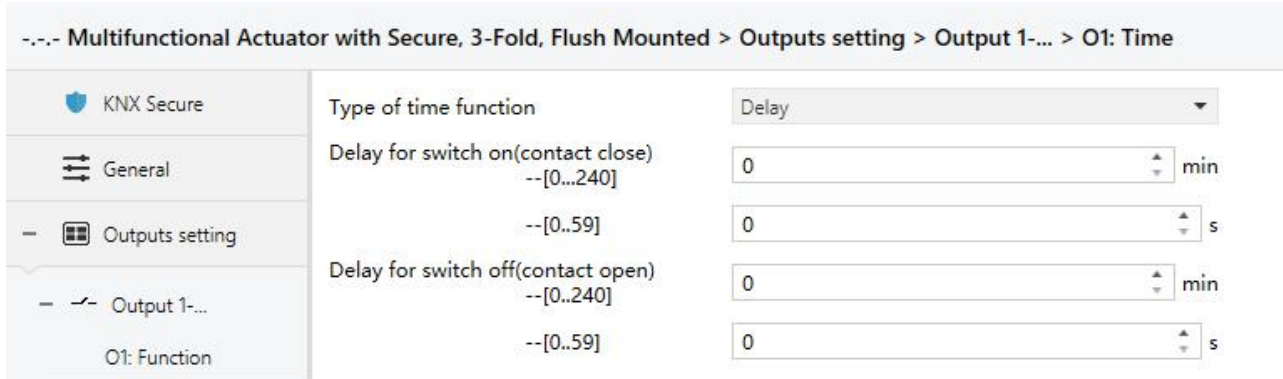 -.-.- Multifunctional Actuator with Secure, 3-Fold, Flush Mounted > Outputs setting > Output 1-... > O1: Time
KNX Secure
General
Outputs setting
Output 1-...
O1: Function
Type of time function
Delay
Delay for switch on(contact close)
--[0...240]
0
min
--[0..59]
0
s
Delay for switch off(contact open)
--[0..240]
0
min
--[0..59]
0
s